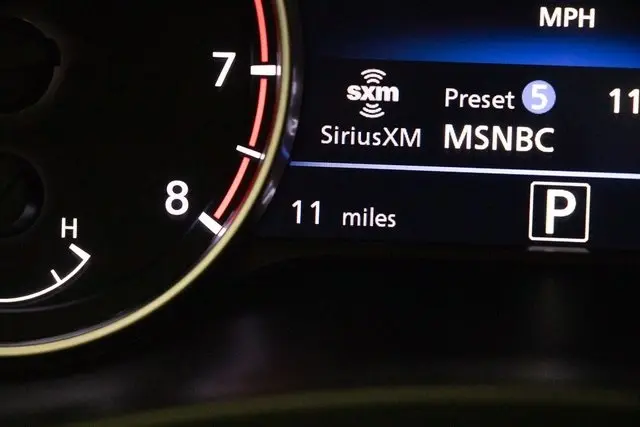 MPH
7
sxm
Preset 5
11
SiriusXM
MSNBC
8
11 miles
P
H